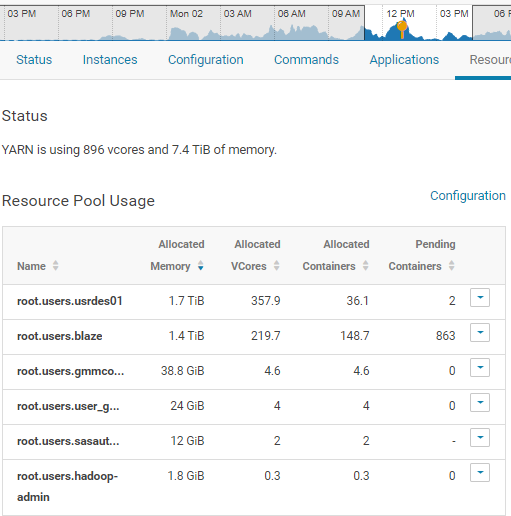 03 PM 06 PM 09 PM Mon 02 03 AM 06 AM 09 AM 12 PM 03 PM 06 P
Status Instances Configuration Commands Applications Resour
Status
YARN is using 896 vcores and 7.4 TiB of memory.
Resource Pool Usage Configuration
Allocated Allocated Allocated Pending
Name Memory VCores Containers Containers
root.users.usrdes01 1.7 TiB 357.9 36.1 2
root.users.blaze 1.4 TiB 219.7 148.7 863
root.users.gmmco... 38.8 GiB 4.6 4.6 0
root.users.user_g... 24 GiB 4 4 0
root.users.sasaut... 12 GiB 2 2 -
root.users.hadoop- 1.8 GiB 0.3 0.3 0
admin